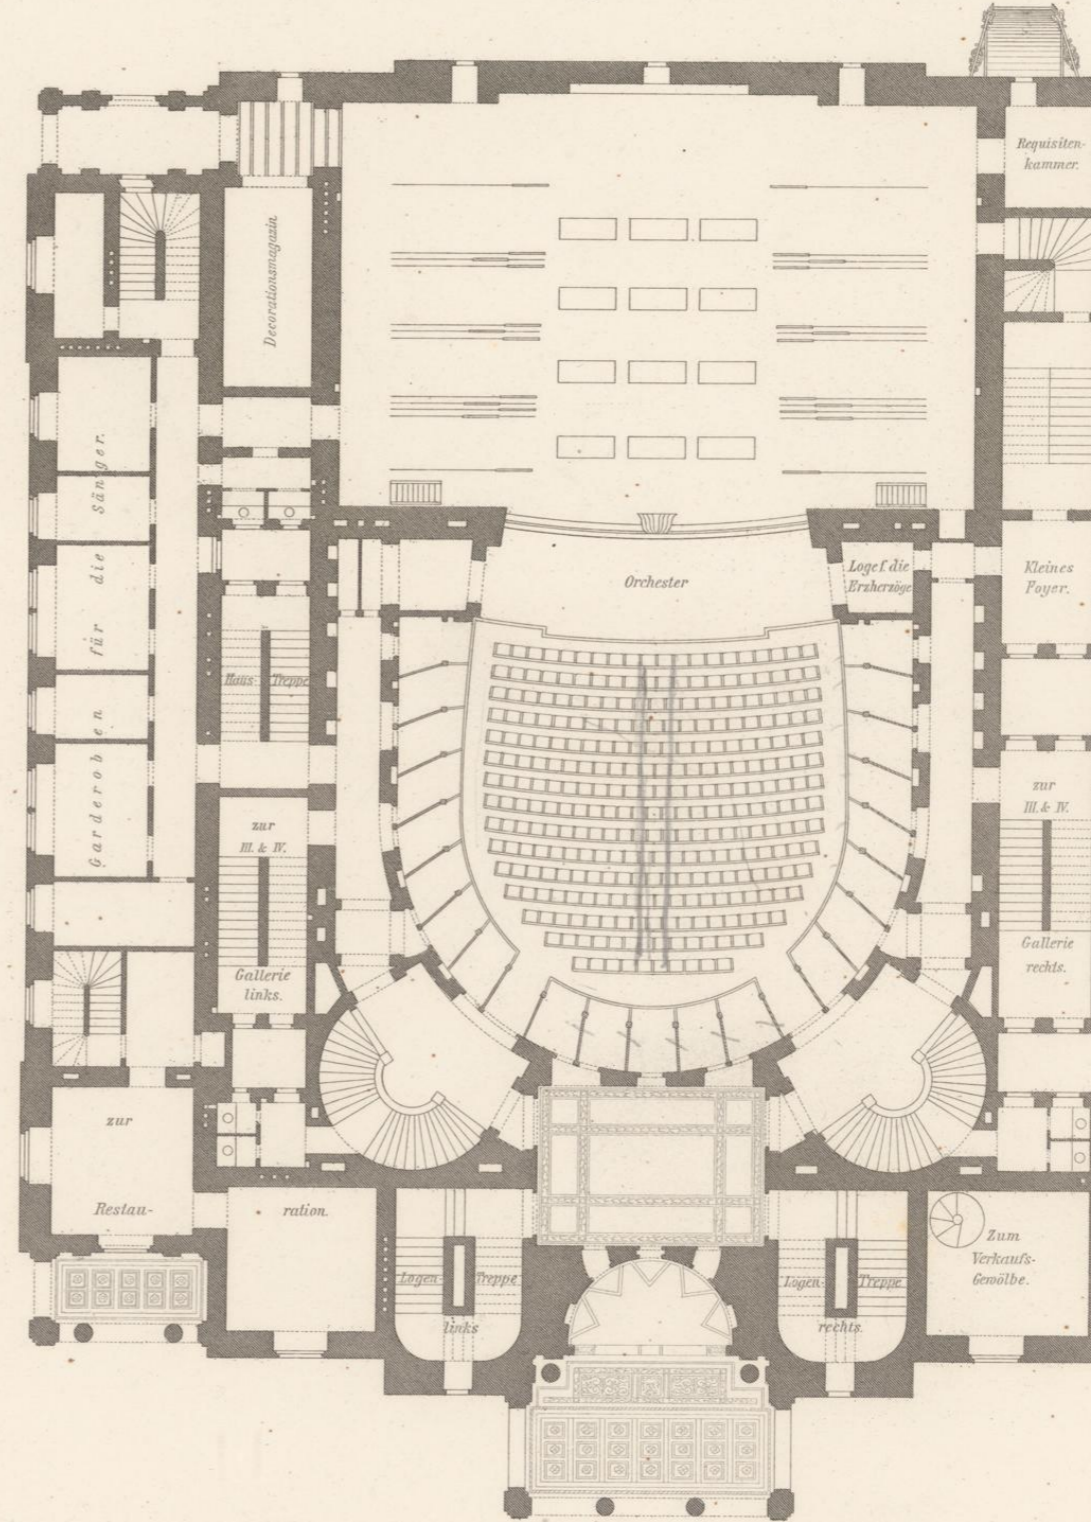 Requisiten-
kammer.
Decorationsmagazin
Garderoben für die Sänger.
Orchester
Loge f. die
Erzherzöge
Kleines
Foyer.
Haus- Treppe
zur
III. & IV.
Gallerie
links.
zur
III. & IV.
Gallerie
rechts.
zur
Restau- ration.
Logen- Treppe
links
Logen- Treppe
rechts.
Zum
Verkaufs-
Gewölbe.